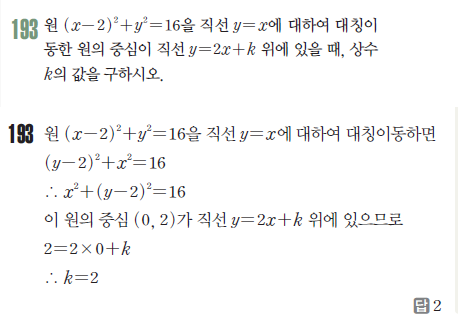 193 원 (x-2)²+y²=16을 직선 y=x에 대하여 대칭이
동한 원의 중심이 직선 y=2x+k 위에 있을 때, 상수
k의 값을 구하시오.
193 원 (x-2)²+y²=16을 직선 y=x에 대하여 대칭이동하면
(y-2)²+x²=16
∴ x²+(y-2)²=16
이 원의 중심 (0, 2)가 직선 y=2x+k 위에 있으므로
2=2×0+k
∴ k=2
답 2